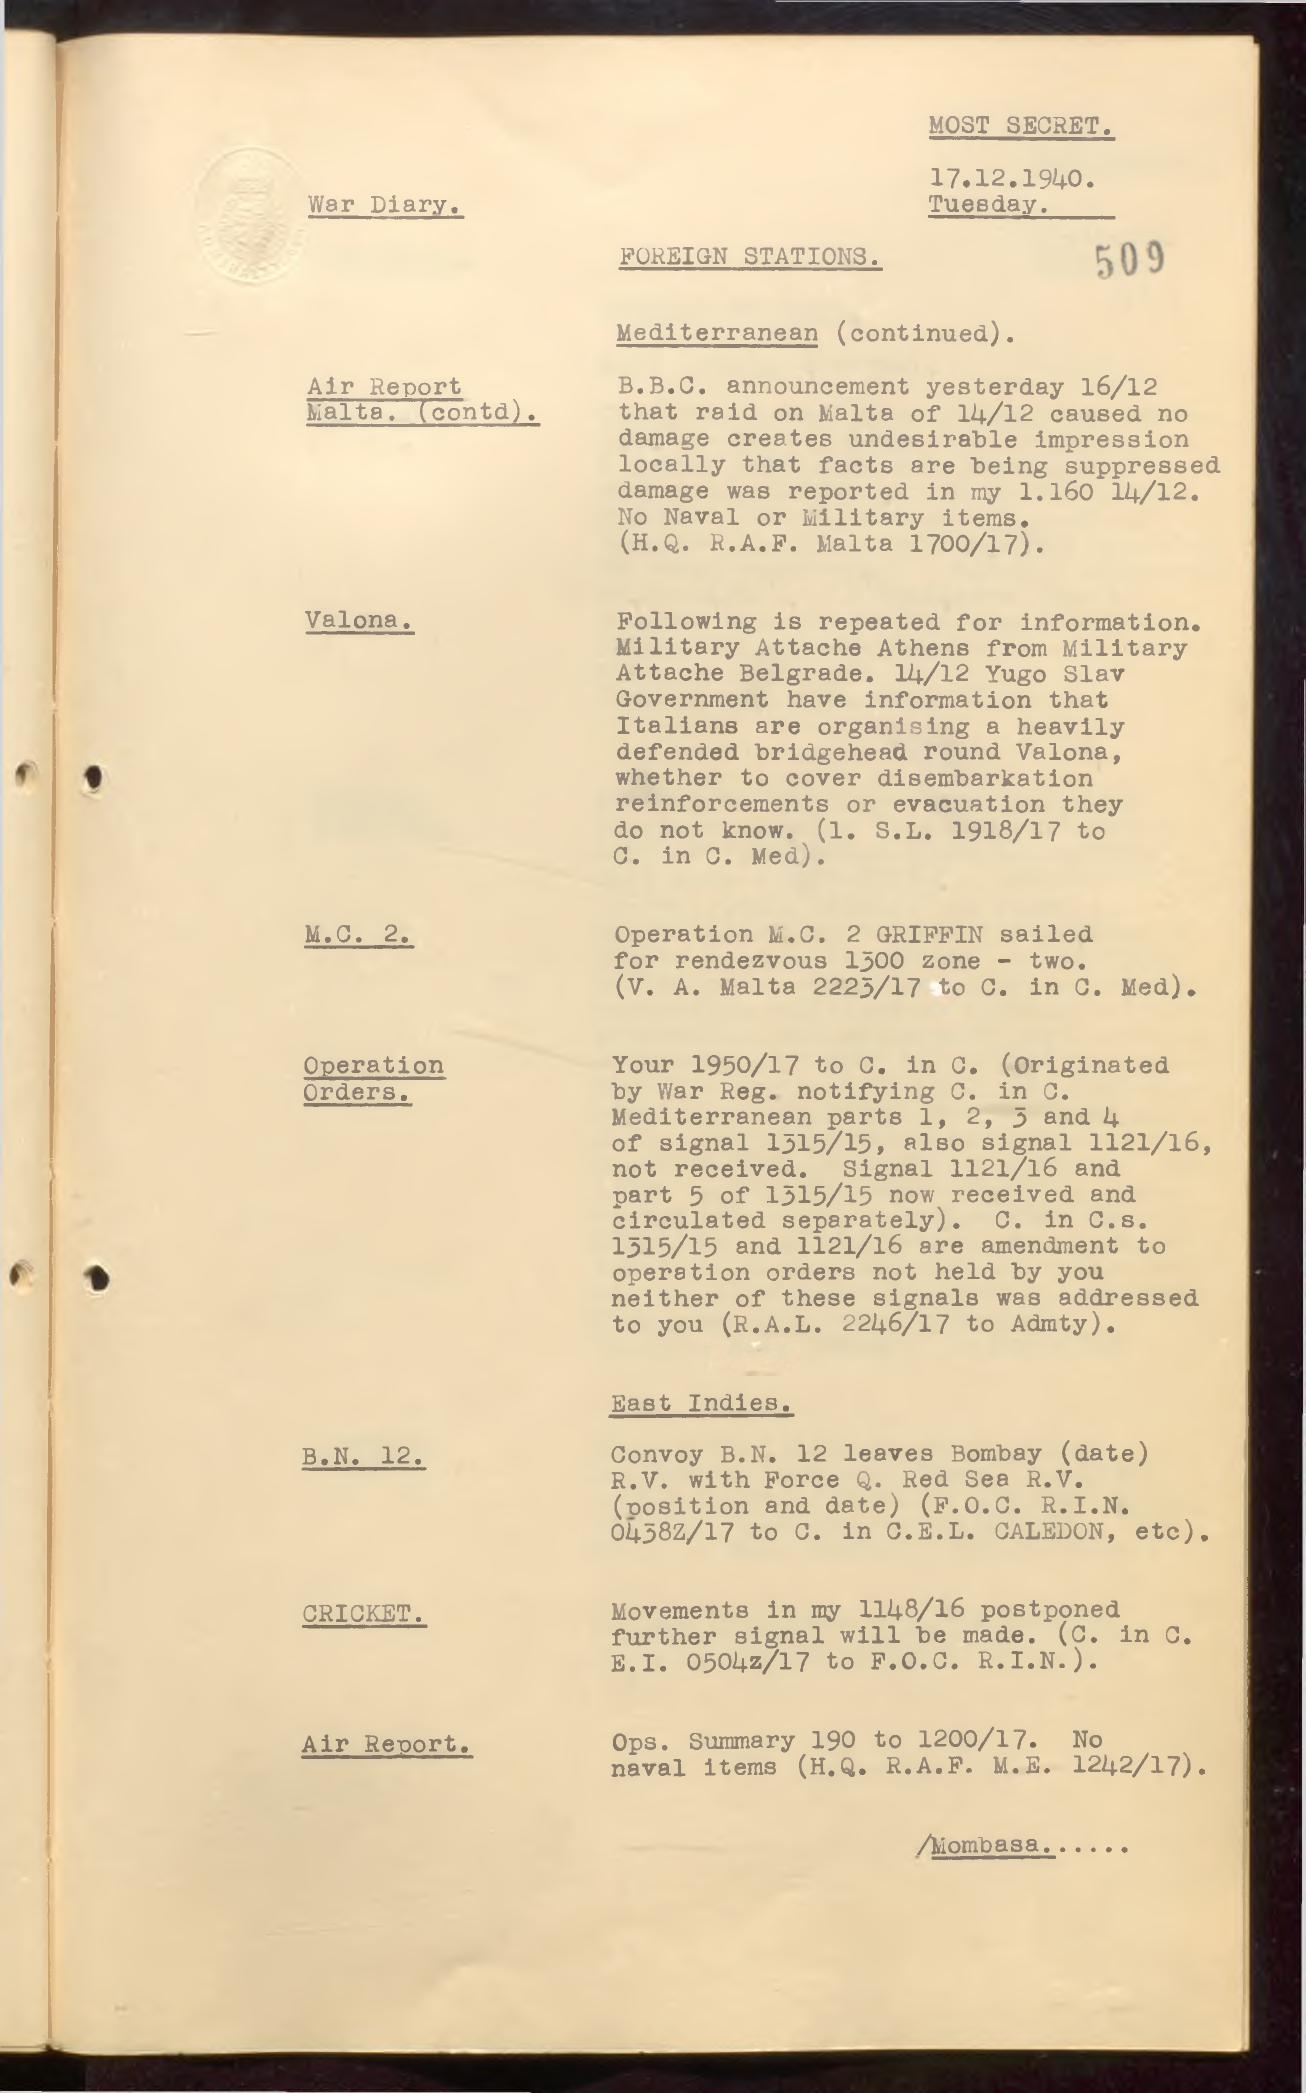 MOST SECRET.
17.12.1940.
Tuesday.
War Diary.
FOREIGN STATIONS.
509
Mediterranean (continued).
Air Report
Malta. (contd).
B.B.C. announcement yesterday 16/12
that raid on Malta of 14/12 caused no
damage creates undesirable impression
locally that facts are being suppressed
damage was reported in my 1.160 14/12.
No Naval or Military items.
(H.Q. R.A.F. Malta 1700/17).
Valona.
Following is repeated for information.
Military Attache Athens from Military
Attache Belgrade. 14/12 Yugo Slav
Government have information that
Italians are organising a heavily
defended bridgehead round Valona,
whether to cover disembarkation
reinforcements or evacuation they
do not know. (1. S.L. 1918/17 to
C. in C. Med).
M.C. 2.
Operation M.C. 2 GRIFFIN sailed
for rendezvous 1300 zone - two.
(V. A. Malta 2223/17 to C. in C. Med).
Operation
Orders.
Your 1950/17 to C. in C. (Originated
by War Reg. notifying C. in C.
Mediterranean parts 1, 2, 3 and 4
of signal 1315/15, also signal 1121/16,
not received. Signal 1121/16 and
part 5 of 1315/15 now received and
circulated separately). C. in C.s.
1315/15 and 1121/16 are amendment to
operation orders not held by you
neither of these signals was addressed
to you (R.A.L. 2246/17 to Admty).
East Indies.
B.N. 12.
Convoy B.N. 12 leaves Bombay (date)
R.V. with Force Q. Red Sea R.V.
(position and date) (F.O.C. R.I.N.
0438Z/17 to C. in C.E.L. CALEDON, etc).
CRICKET.
Movements in my 1148/16 postponed
further signal will be made. (C. in C.
E.I. 0504z/17 to F.O.C. R.I.N.).
Air Report.
Ops. Summary 190 to 1200/17. No
naval items (H.Q. R.A.F. M.E. 1242/17).
/Mombasa......